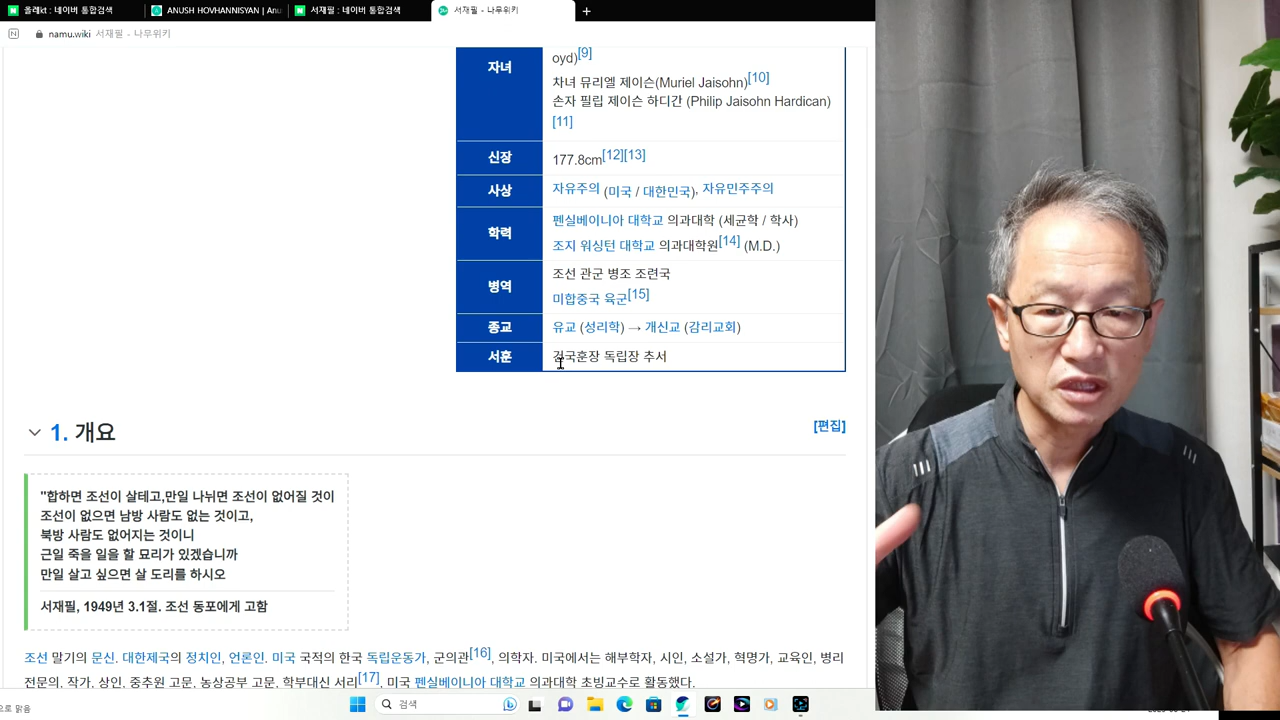 올레kt : 네이버 통합검색
ANUSH HOVHANNISYAN | Anu
서재필 : 네이버 통합검색
서재필 - 나무위키
namu.wiki 서재필 - 나무위키
자녀
oyd)[9]
차녀 뮤리엘 제이슨(Muriel Jaisohn)[10]
손자 필립 제이슨 하디간 (Philip Jaisohn Hardican)
[11]
신장
177.8cm[12][13]
사상
자유주의 (미국 / 대한민국), 자유민주주의
학력
펜실베이니아 대학교 의과대학 (세균학 / 학사)
조지 워싱턴 대학교 의과대학원[14] (M.D.)
병역
조선 관군 병조 조련국
미합중국 육군[15]
종교
유교 (성리학) → 개신교 (감리교회)
서훈
건국훈장 독립장 추서
1. 개요
[편집]
"합하면 조선이 살테고,만일 나뉘면 조선이 없어질 것이
조선이 없으면 남방 사람도 없는 것이고,
북방 사람도 없어지는 것이니
근일 죽을 일을 할 묘리가 있겠습니까
만일 살고 싶으면 살 도리를 하시오
서재필, 1949년 3.1절. 조선 동포에게 고함
조선 말기의 문신. 대한제국의 정치인, 언론인. 미국 국적의 한국 독립운동가, 군의관[16], 의학자. 미국에서는 해부학자, 시인, 소설가, 혁명가, 교육인, 병리
전문의, 작가, 상인, 중추원 고문, 농상공부 고문, 학부대신 서리[17], 미국 펜실베이니아 대학교 의과대학 초빙교수로 활동했다.
으로 맑음
검색